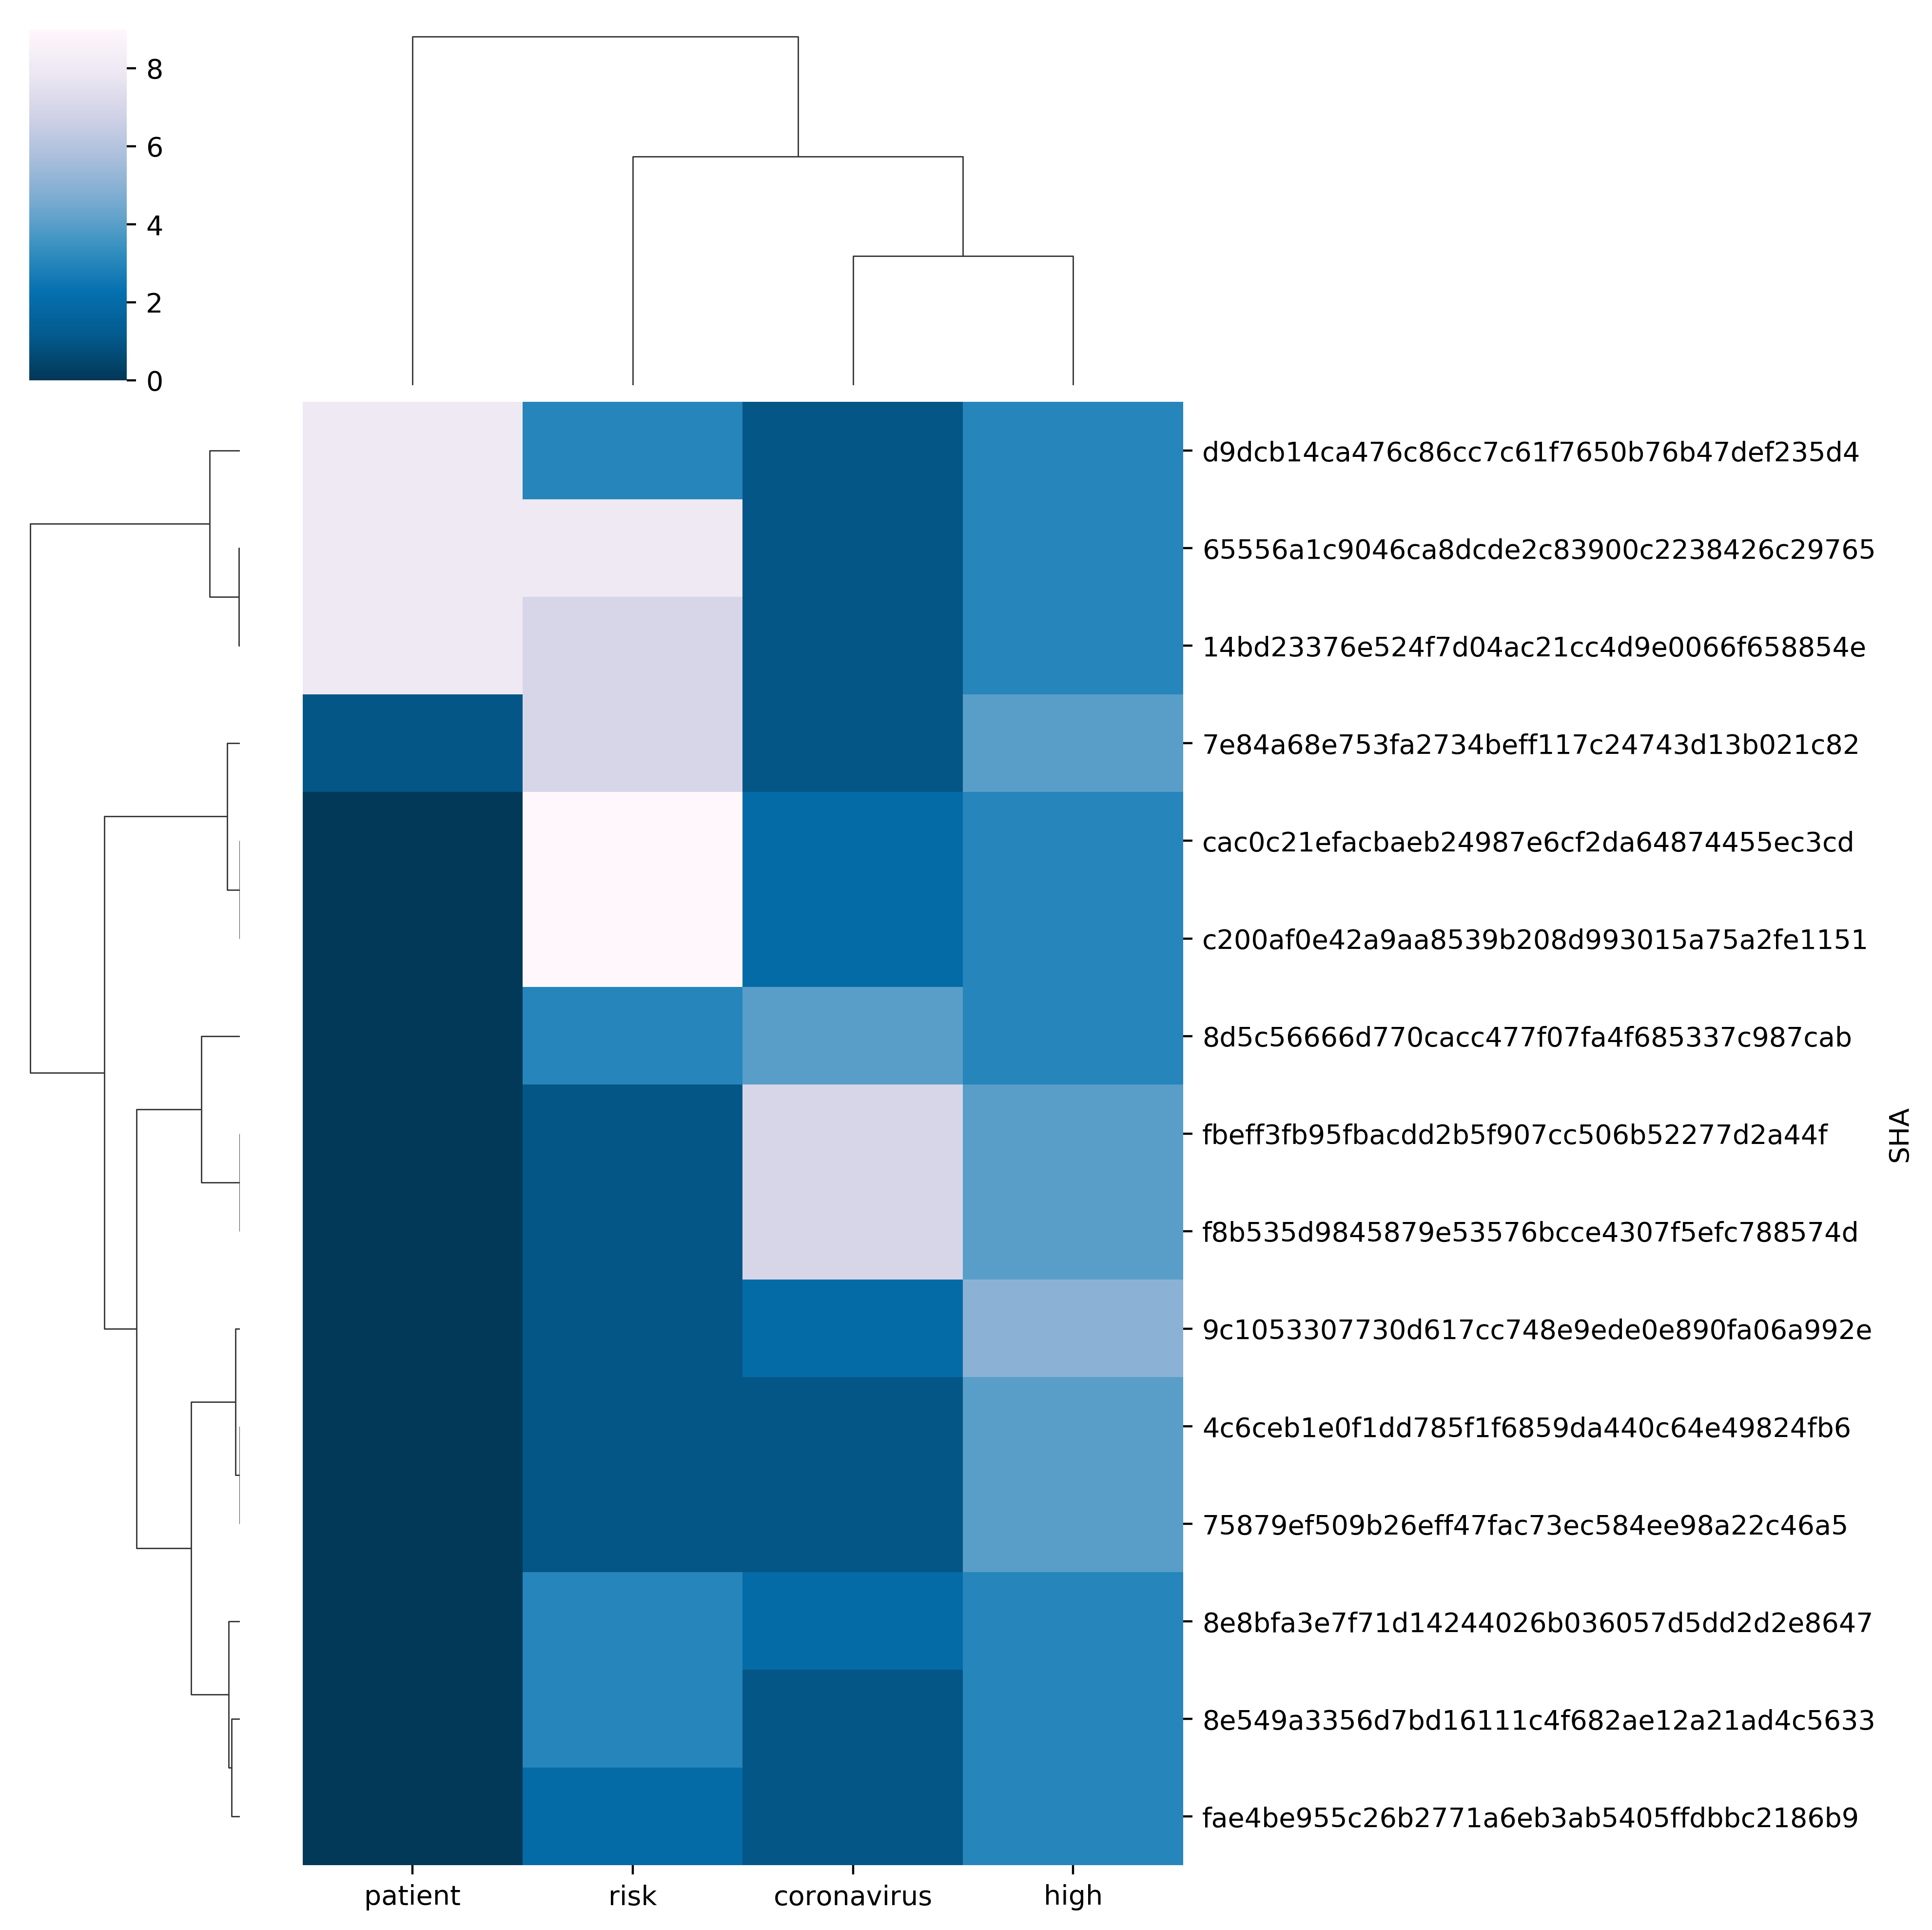 8
6
4
2
0
d9dcb14ca476c86cc7c61f7650b76b47def235d4
65556a1c9046ca8dcde2c83900c2238426c29765
14bd23376e524f7d04ac21cc4d9e0066f658854e
7e84a68e753fa2734beff117c24743d13b021c82
cac0c21efacbaeb24987e6cf2da64874455ec3cd
c200af0e42a9aa8539b208d993015a75a2fe1151
8d5c56666d770cacc477f07fa4f685337c987cab
fbeff3fb95fbacdd2b5f907cc506b52277d2a44f
SHA
f8b535d9845879e53576bcce4307f5efc788574d
9c1053307730d617cc748e9ede0e890fa06a992e
4c6ceb1e0f1dd785f1f6859da440c64e49824fb6
75879ef509b26eff47fac73ec584ee98a22c46a5
8e8bfa3e7f71d14244026b036057d5dd2d2e8647
8e549a3356d7bd16111c4f682ae12a21ad4c5633
fae4be955c26b2771a6eb3ab5405ffdbbc2186b9
patient risk coronavirus high